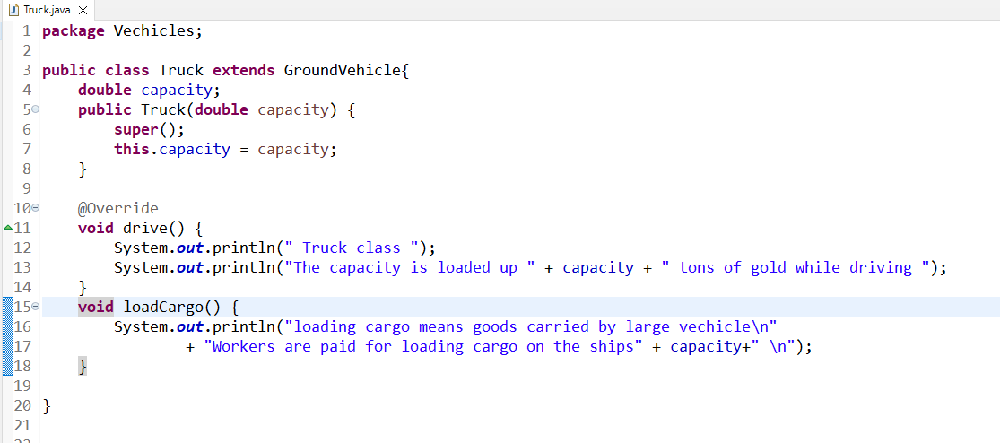 Truck.java
1 package Vechicles;
2
3 public class Truck extends GroundVehicle{
4     double capacity;
5     public Truck(double capacity) {
6         super();
7         this.capacity = capacity;
8     }
9
10     @Override
11     void drive() {
12         System.out.println(" Truck class ");
13         System.out.println("The capacity is loaded up " + capacity + " tons of gold while driving ");
14     }
15     void loadCargo() {
16         System.out.println("loading cargo means goods carried by large vechicle\n"
17                 + "Workers are paid for loading cargo on the ships" + capacity+" \n");
18     }
19
20 }
21